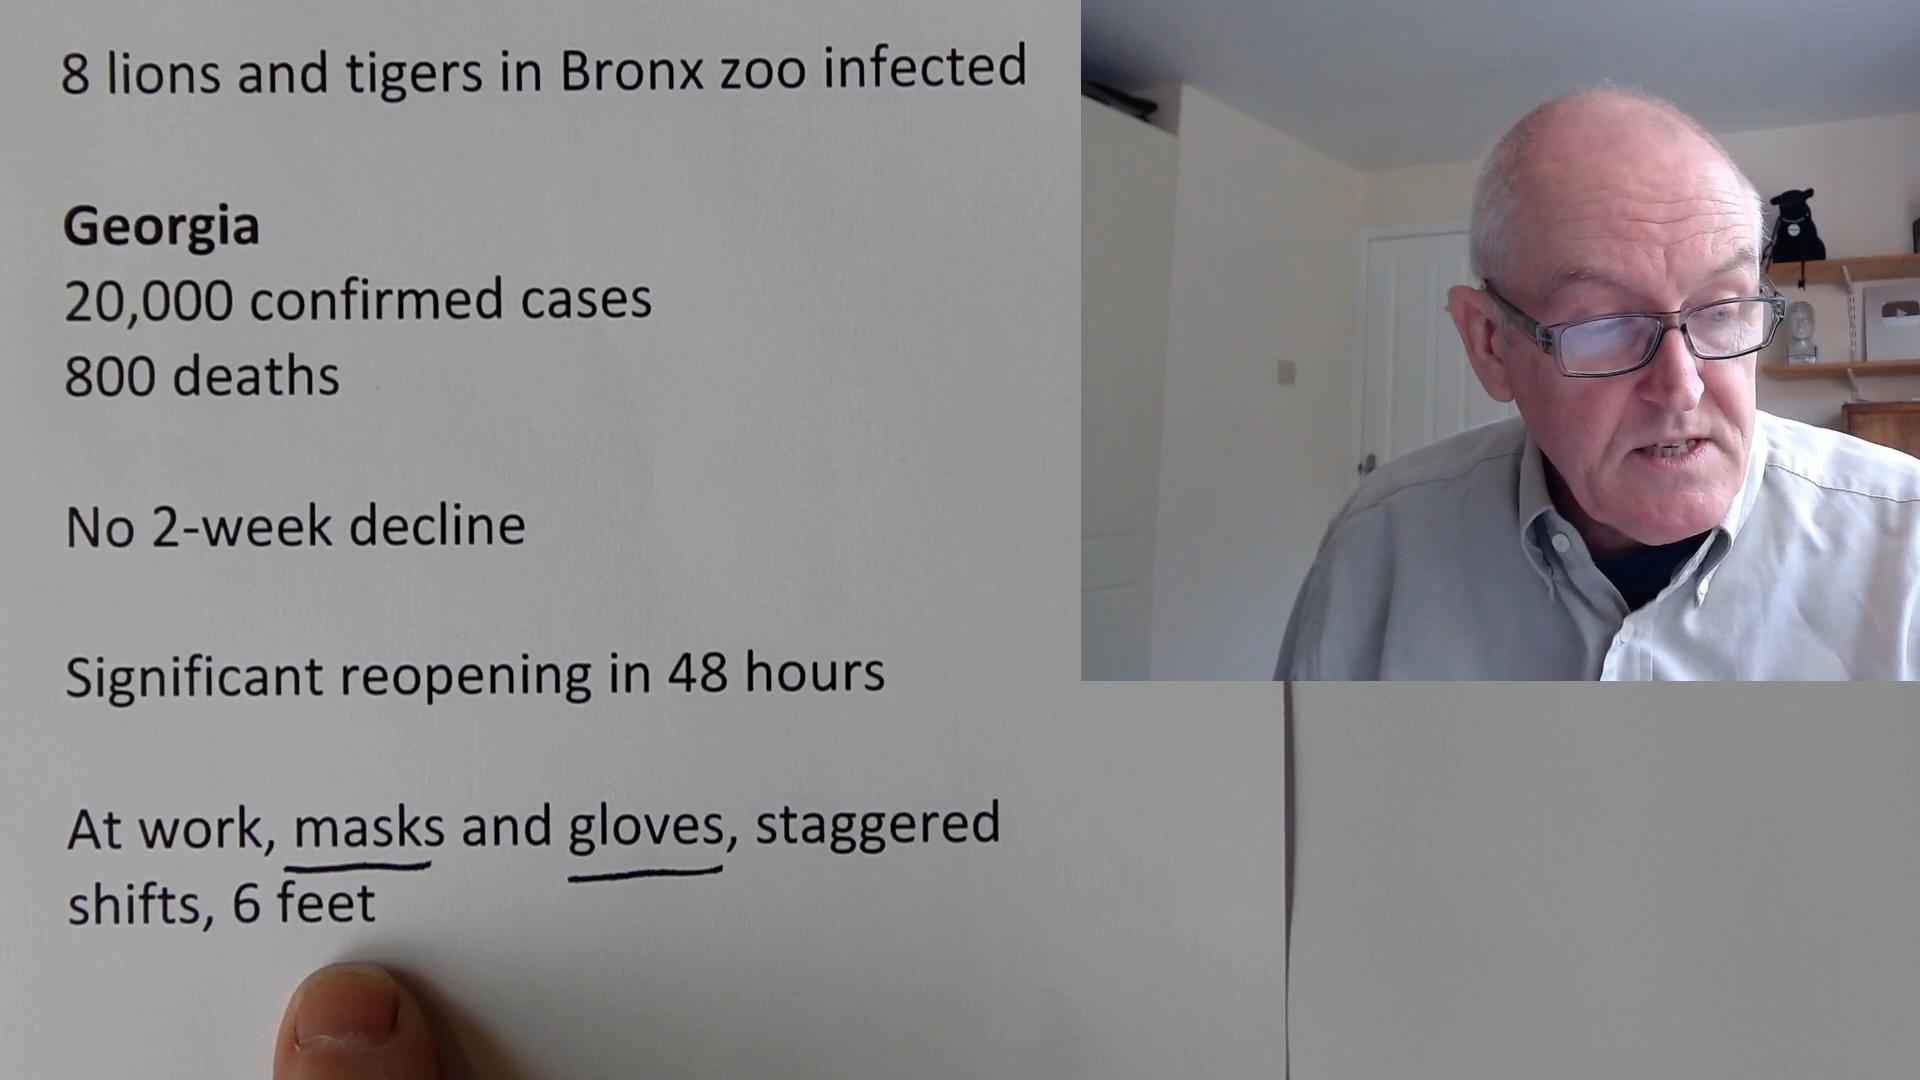 8 lions and tigers in Bronx zoo infected
Georgia
20,000 confirmed cases
800 deaths
No 2-week decline
Significant reopening in 48 hours
At work, masks and gloves, staggered
shifts, 6 feet